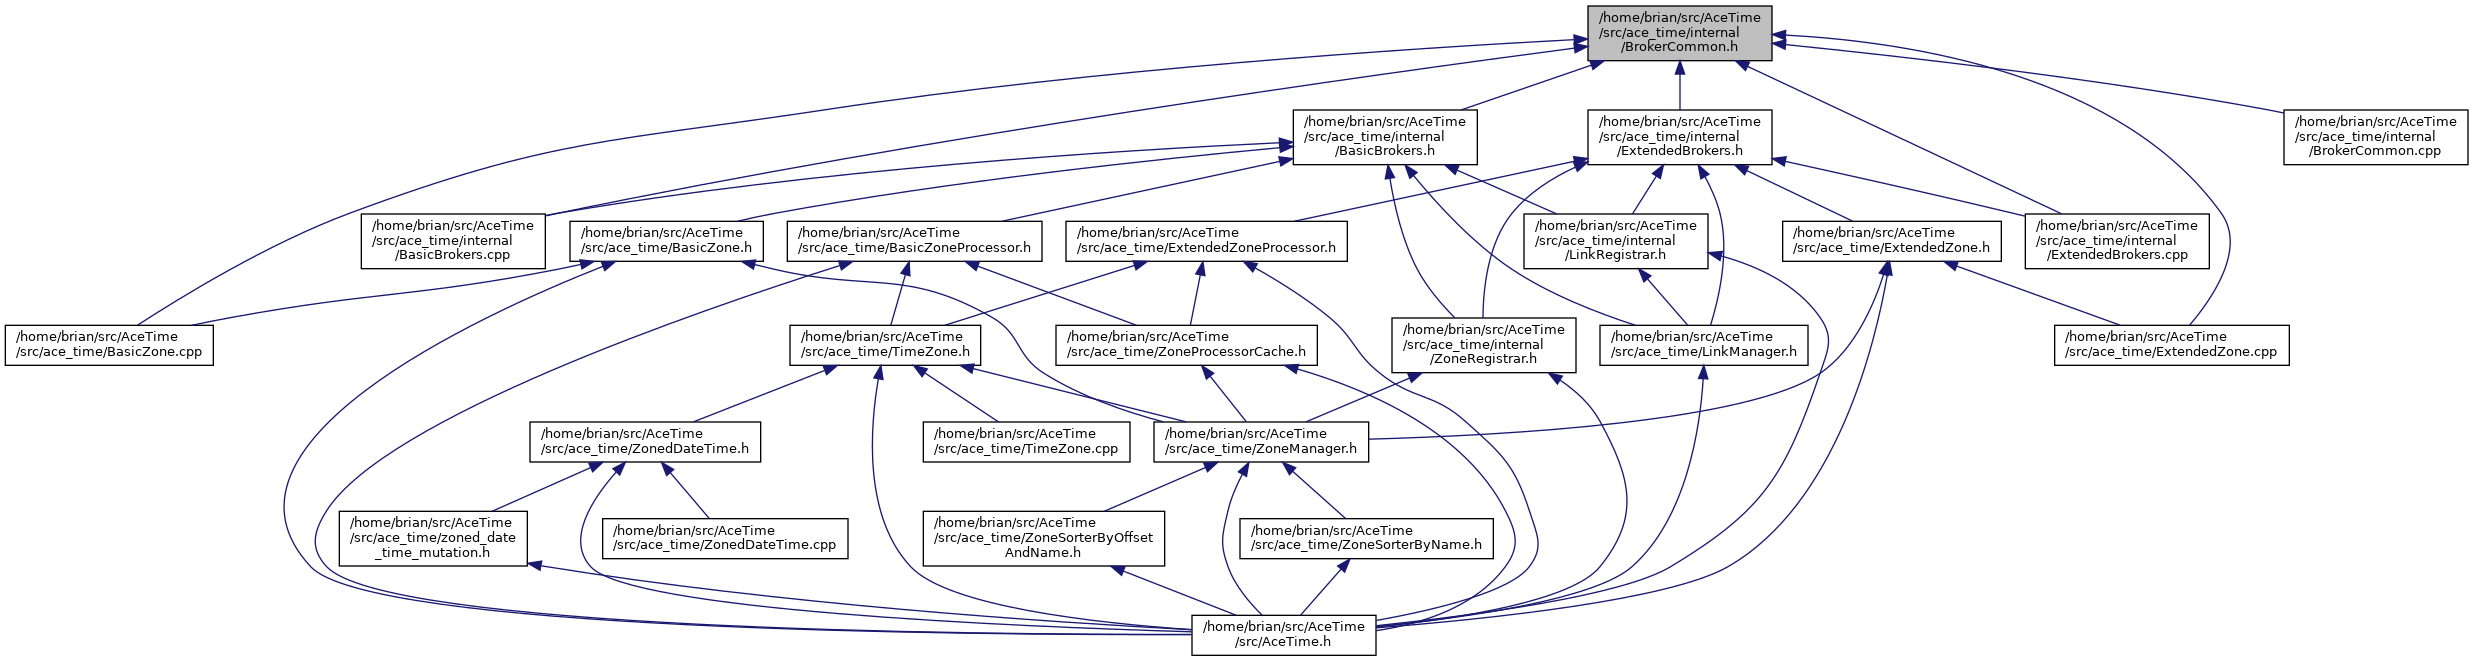 /home/brian/src/AceTime
/src/ace_time/internal
/BrokerCommon.h
/home/brian/src/AceTime
/src/ace_time/internal
/BasicBrokers.h
/home/brian/src/AceTime
/src/ace_time/internal
/ExtendedBrokers.h
/home/brian/src/AceTime
/src/ace_time/internal
/BrokerCommon.cpp
/home/brian/src/AceTime
/src/ace_time/internal
/BasicBrokers.cpp
/home/brian/src/AceTime
/src/ace_time/BasicZone.h
/home/brian/src/AceTime
/src/ace_time/BasicZoneProcessor.h
/home/brian/src/AceTime
/src/ace_time/ExtendedZoneProcessor.h
/home/brian/src/AceTime
/src/ace_time/internal
/LinkRegistrar.h
/home/brian/src/AceTime
/src/ace_time/ExtendedZone.h
/home/brian/src/AceTime
/src/ace_time/internal
/ExtendedBrokers.cpp
/home/brian/src/AceTime
/src/ace_time/BasicZone.cpp
/home/brian/src/AceTime
/src/ace_time/TimeZone.h
/home/brian/src/AceTime
/src/ace_time/ZoneProcessorCache.h
/home/brian/src/AceTime
/src/ace_time/internal
/ZoneRegistrar.h
/home/brian/src/AceTime
/src/ace_time/LinkManager.h
/home/brian/src/AceTime
/src/ace_time/ExtendedZone.cpp
/home/brian/src/AceTime
/src/ace_time/ZonedDateTime.h
/home/brian/src/AceTime
/src/ace_time/TimeZone.cpp
/home/brian/src/AceTime
/src/ace_time/ZoneManager.h
/home/brian/src/AceTime
/src/ace_time/zoned_date
_time_mutation.h
/home/brian/src/AceTime
/src/ace_time/ZonedDateTime.cpp
/home/brian/src/AceTime
/src/ace_time/ZoneSorterByOffset
AndName.h
/home/brian/src/AceTime
/src/ace_time/ZoneSorterByName.h
/home/brian/src/AceTime
/src/AceTime.h